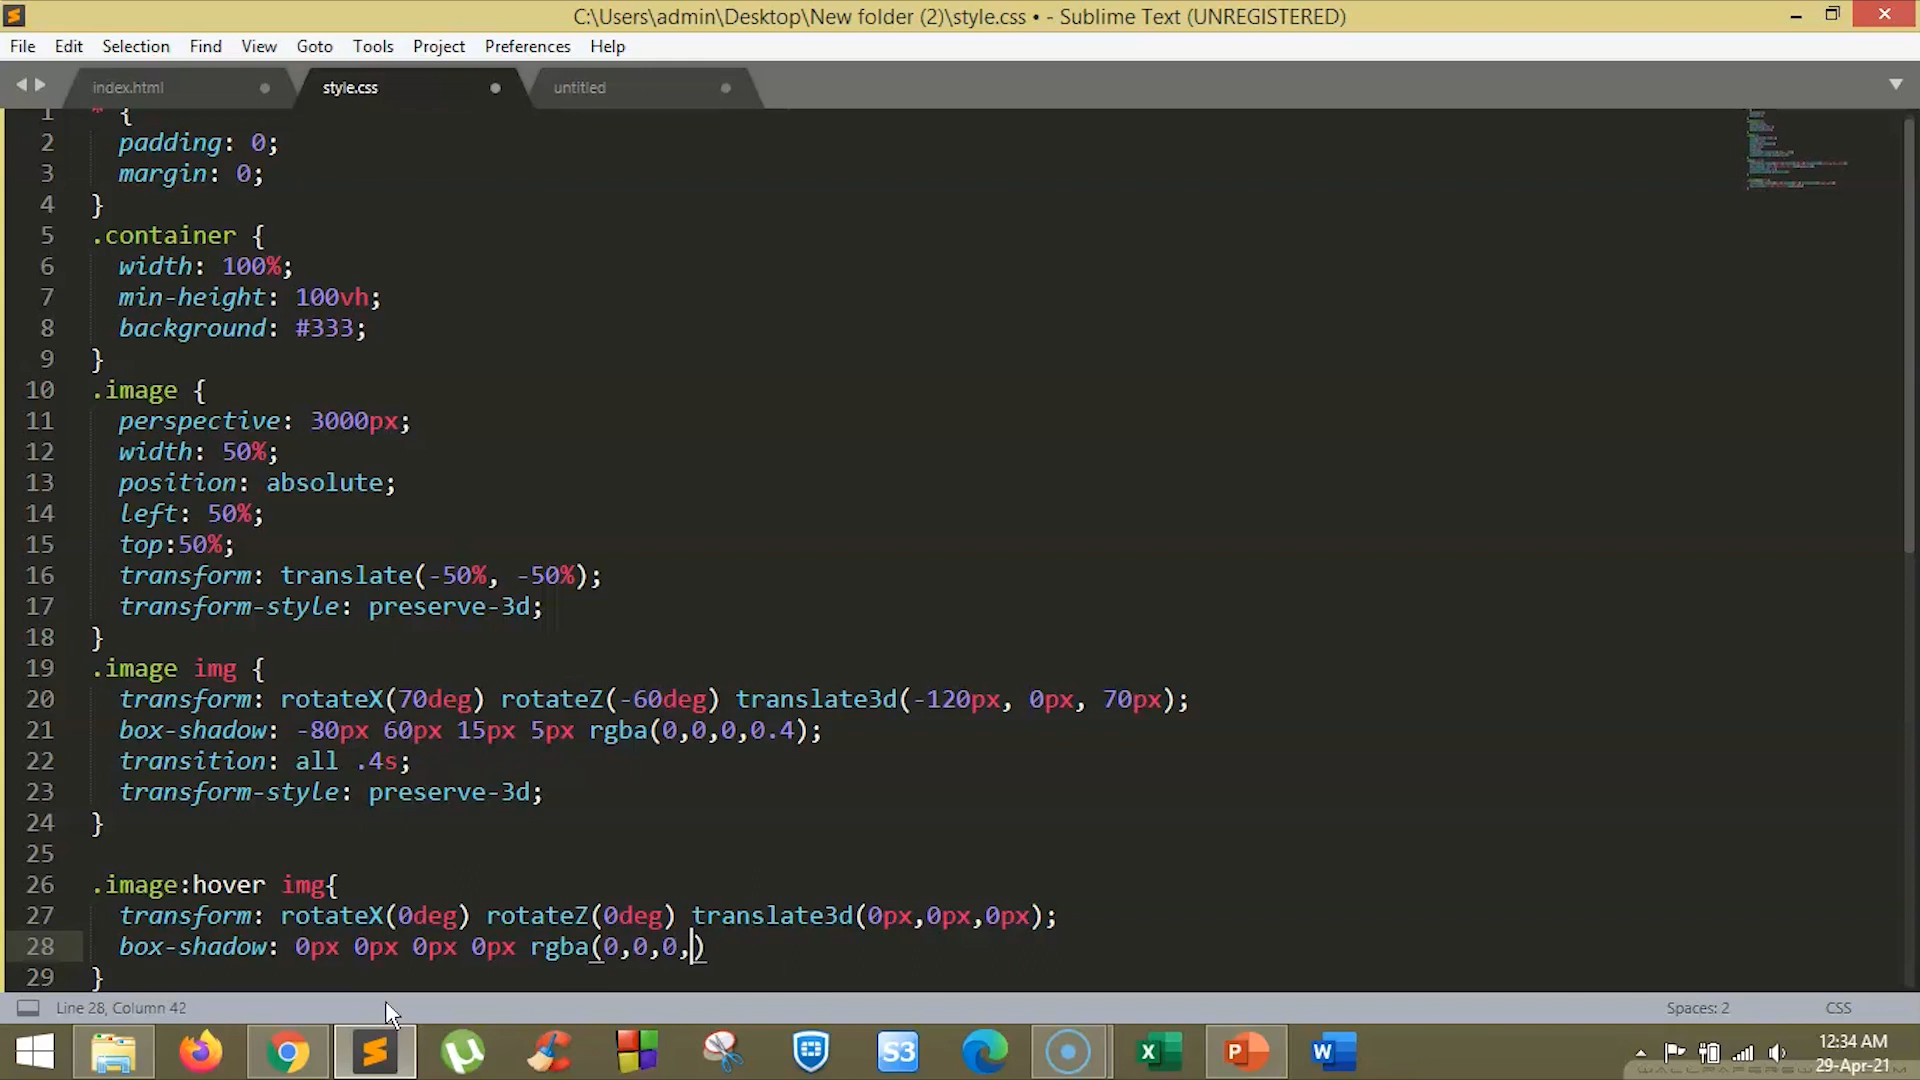 C:\Users\admin\Desktop\New folder (2)\style.css • - Sublime Text (UNREGISTERED)
File Edit Selection Find View Goto Tools Project Preferences Help
index.html style.css untitled
1 * {
2 padding: 0;
3 margin: 0;
4 }
5 .container {
6 width: 100%;
7 min-height: 100vh;
8 background: #333;
9 }
10 .image {
11 perspective: 3000px;
12 width: 50%;
13 position: absolute;
14 left: 50%;
15 top:50%;
16 transform: translate(-50%, -50%);
17 transform-style: preserve-3d;
18 }
19 .image img {
20 transform: rotateX(70deg) rotateZ(-60deg) translate3d(-120px, 0px, 70px);
21 box-shadow: -80px 60px 15px 5px rgba(0,0,0,0.4);
22 transition: all .4s;
23 transform-style: preserve-3d;
24 }
25
26 .image:hover img{
27 transform: rotateX(0deg) rotateZ(0deg) translate3d(0px,0px,0px);
28 box-shadow: 0px 0px 0px 0px rgba(0,0,0,)
29 }
Line 28, Column 42 Spaces: 2 CSS
S3 12:34 AM
29-Apr-21